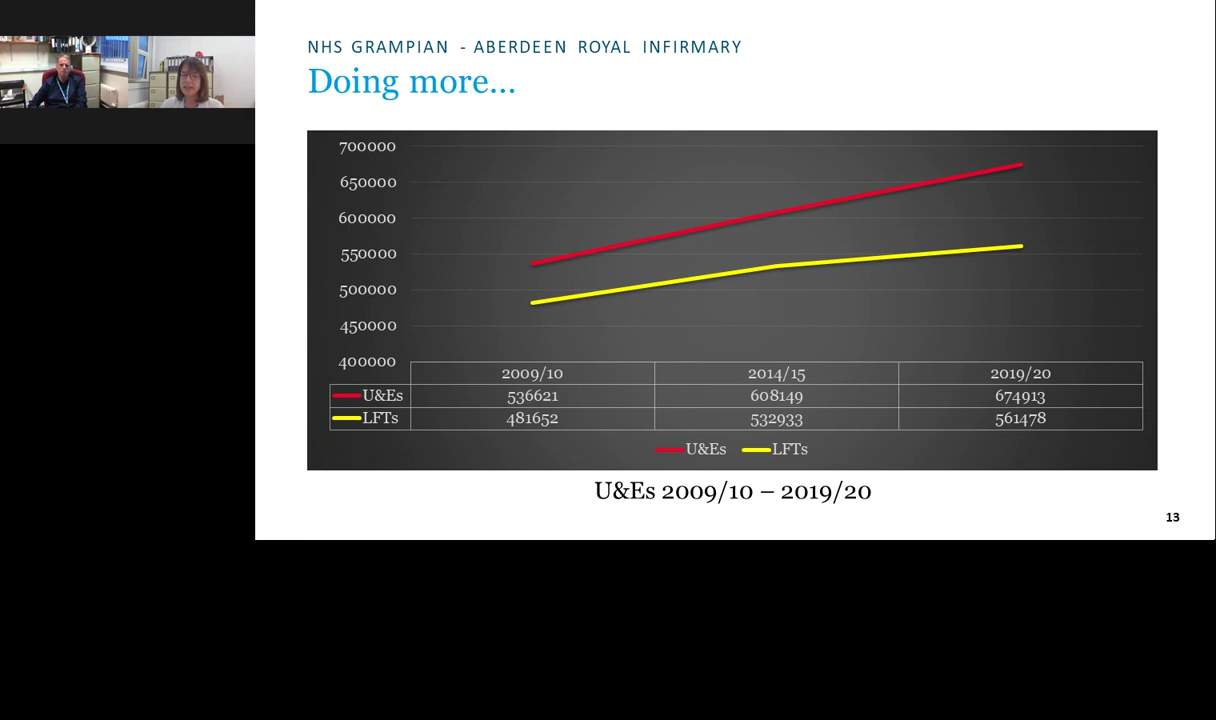 NHS GRAMPIAN - ABERDEEN ROYAL INFIRMARY
Doing more...
700000
650000
600000
550000
500000
450000
400000
2009/10 2014/15 2019/20
U&Es 536621 608149 674913
LFTs 481652 532933 561478
U&Es LFTs
U&Es 2009/10 – 2019/20
13